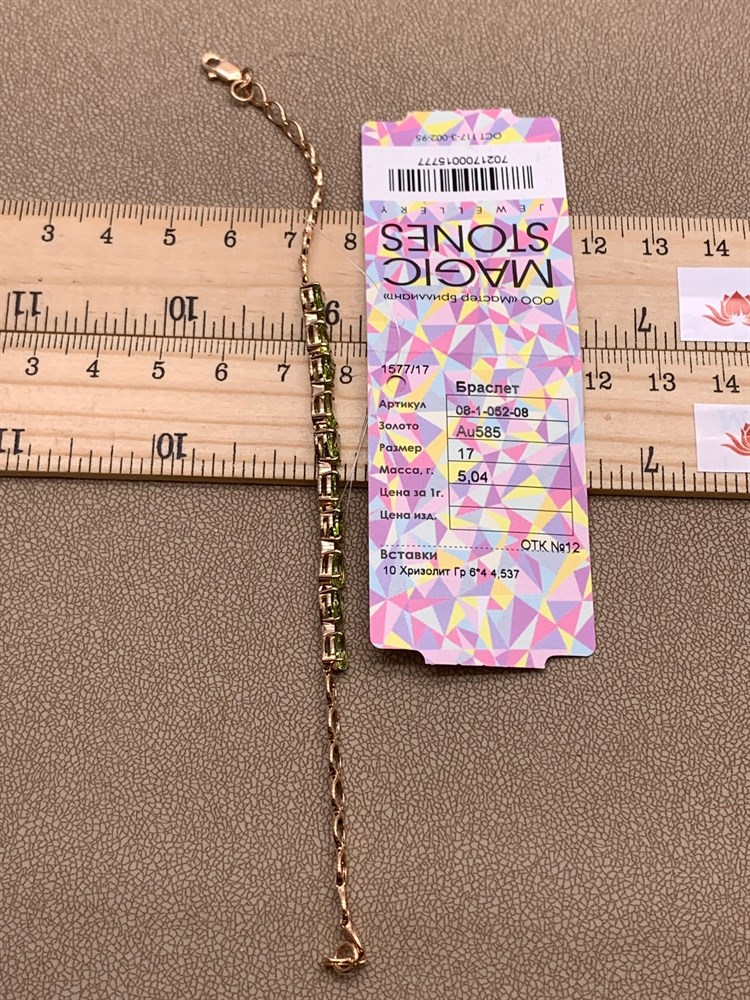 ОСТ 117-3-002-95
7021700015777
JEWELLERY
MAGIC
STONES
ООО «Мастер Бриллиант»
1577/17
Браслет
Артикул 08-1-052-08
Золото Au585
Размер 17
Масса, г. 5,04
Цена за 1г.
Цена изд.
ОТК №12
Вставки
10 Хризолит Гр 6*4 4,537
3 4 5 6 7 8 12 13 14
11 10 9 7
3 4 5 6 7 8 12 13 14
11 10 7